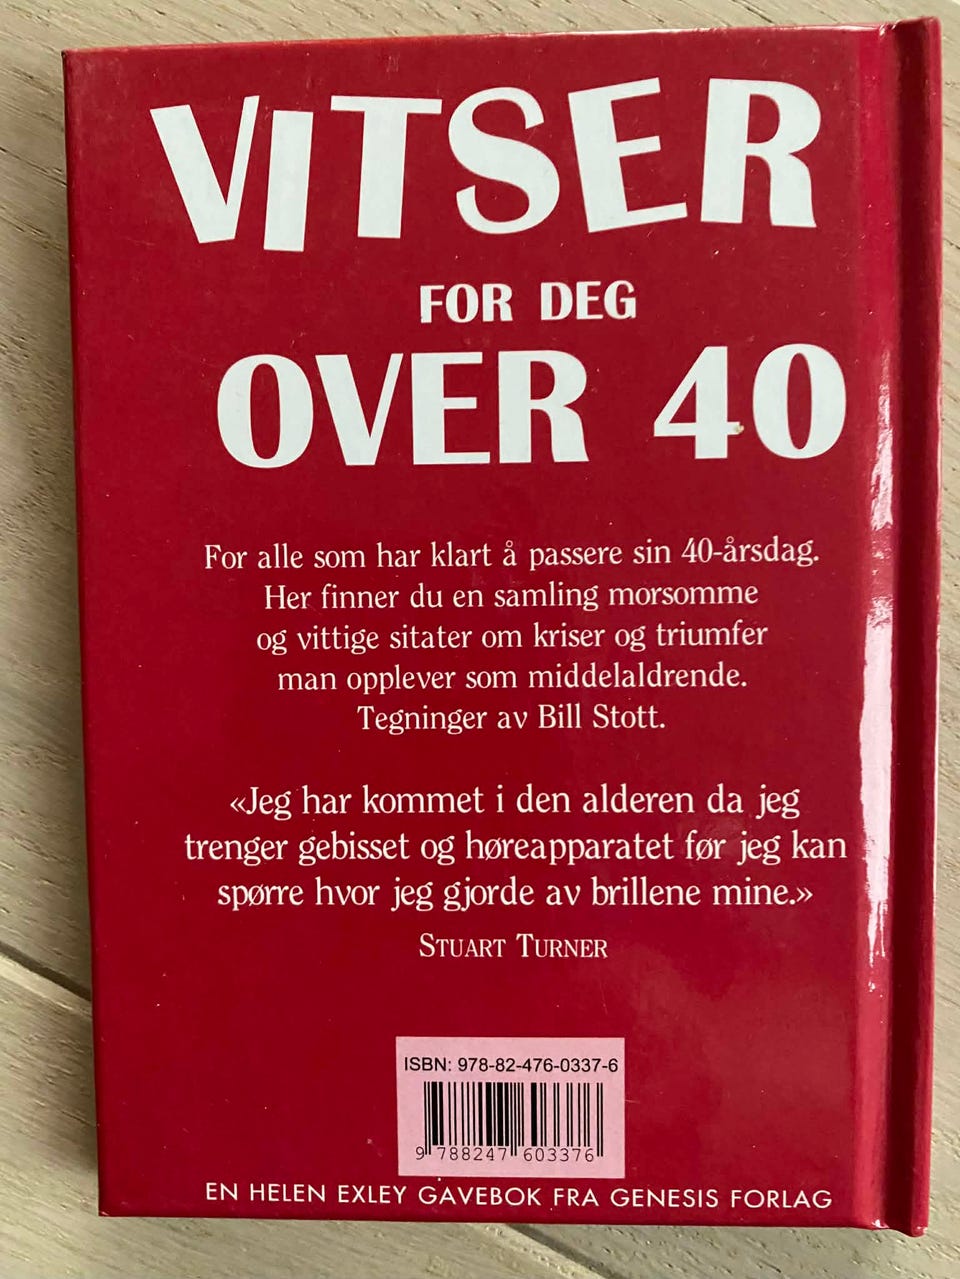 VITSER
FOR DEG
OVER 40
For alle som har klart å passere sin 40-årsdag.
Her finner du en samling morsomme
og vittige sitater om kriser og triumfer
man opplever som middelaldrende.
Tegninger av Bill Stott.
«Jeg har kommet i den alderen da jeg
trenger gebisset og høreapparatet før jeg kan
spørre hvor jeg gjorde av brillene mine.»
STUART TURNER
ISBN: 978-82-476-0337-6
9 788247 603376
EN HELEN EXLEY GAVEBOK FRA GENESIS FORLAG